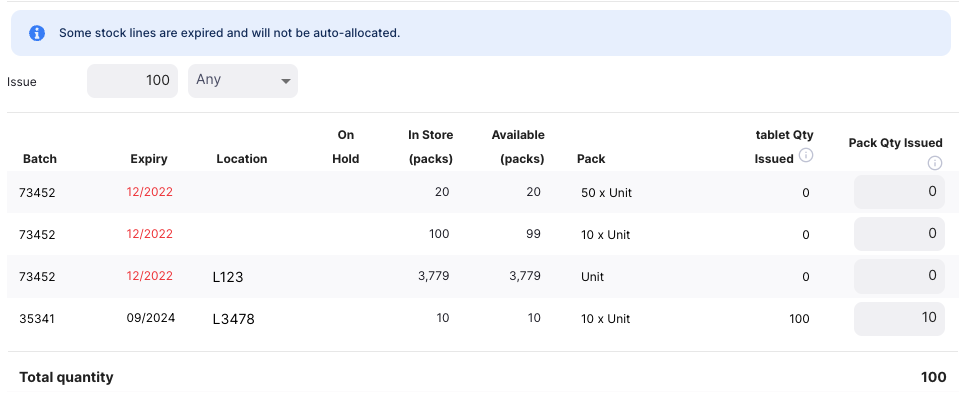 Some stock lines are expired and will not be auto-allocated.
Issue 100 Any
Batch Expiry Location On Hold In Store (packs) Available (packs) Pack tablet Qty Issued Pack Qty Issued
73452 12/2022 20 20 50 x Unit 0 0
73452 12/2022 100 99 10 x Unit 0 0
73452 12/2022 L123 3,779 3,779 Unit 0 0
35341 09/2024 L3478 10 10 10 x Unit 100 10
Total quantity 100